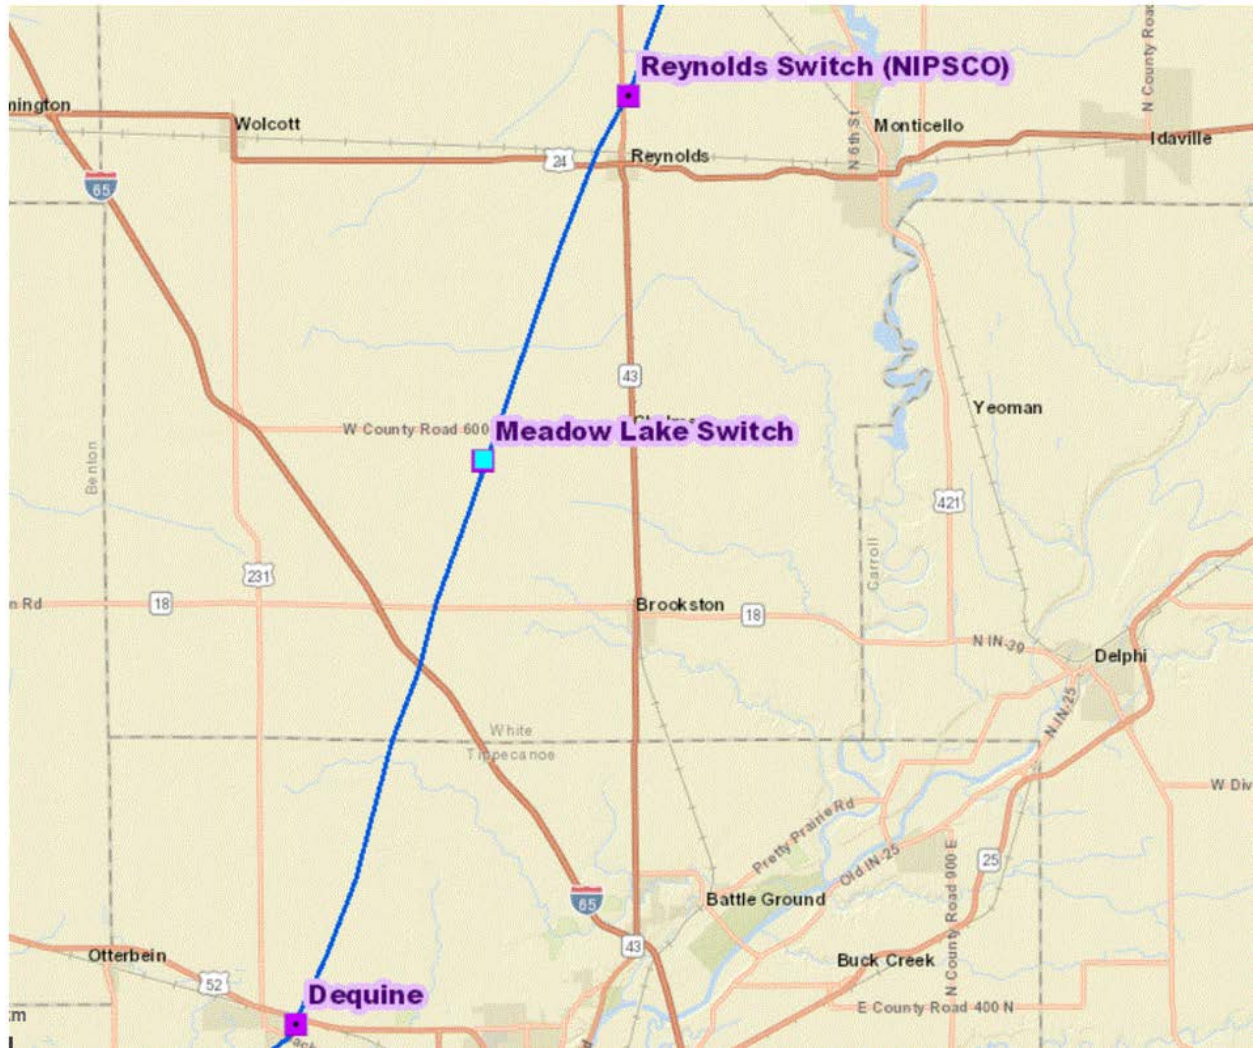 Reynolds Switch (NIPSCO)
N County Road
mington
Wolcott
Monticello
Idaville
N 6th St
24
Reynolds
65
43
Yeoman
W County Road 600
Meadow Lake Switch
Benton
421
Carroll
231
18
Brookston
18
N IN-39
Delphi
N IN-25
White
Tippecanoe
W Div
Pretty Prairie Rd
Old IN-25
N County Road 900 E
25
65
Battle Ground
43
Otterbein
Buck Creek
52
Dequine
E County Road 400 N